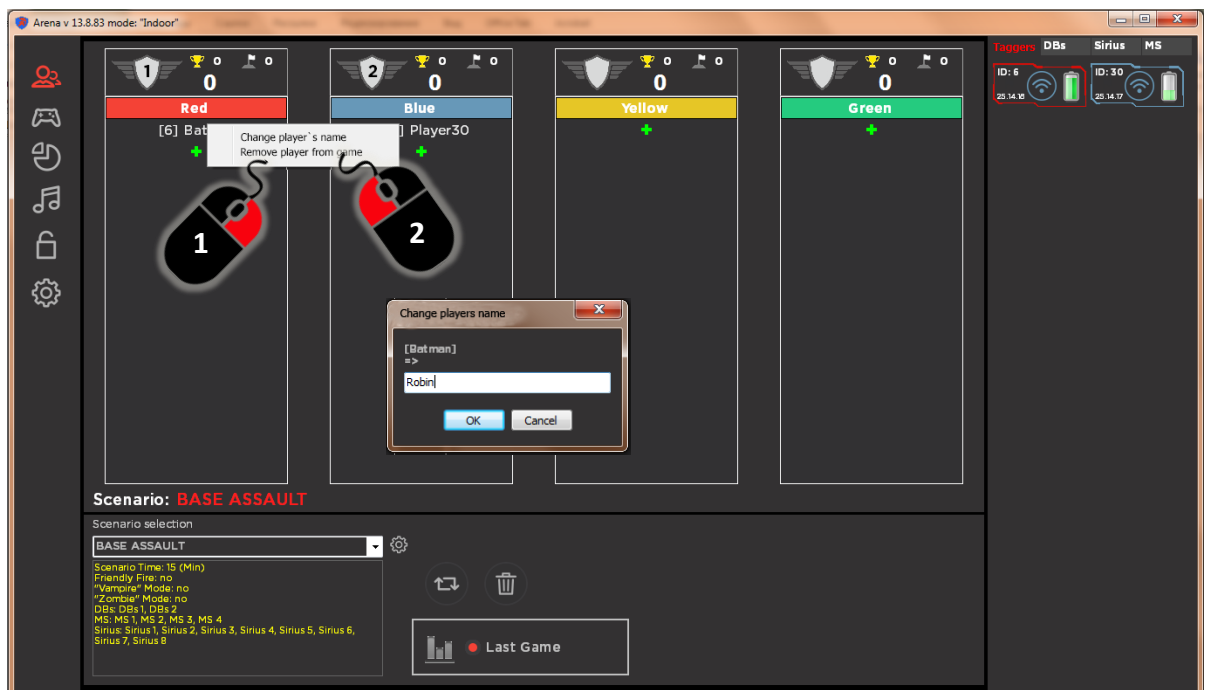 Arena v 13.8.83 mode: "Indoor"
1 0 0
0
Red
[6] Bat
2 0 0
0
Blue
] Player30
0 0
0
Yellow
0 0
0
Green
Change player`s name
Remove player from game
1
2
Change players name
[Batman]
=>
Robin
OK Cancel
Taggers DBs Sirius MS
ID: 6
25.14.18
ID: 30
25.14.17
Scenario: BASE ASSAULT
Scenario selection
BASE ASSAULT
Scenario Time: 15 (Min)
Friendly Fire: no
"Vampire" Mode: no
"Zombie" Mode: no
DBs: DBs 1, DBs 2
MS: MS 1, MS 2, MS 3, MS 4
Sirius: Sirius 1, Sirius 2, Sirius 3, Sirius 4, Sirius 5, Sirius 6,
Sirius 7, Sirius 8
Last Game